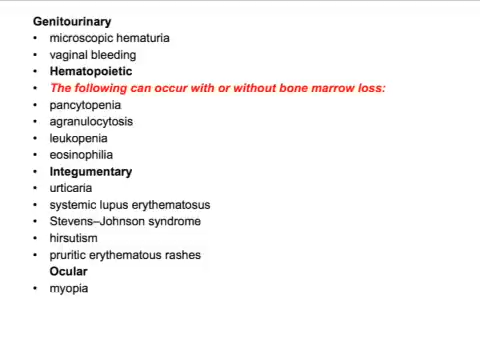 Genitourinary
• microscopic hematuria
• vaginal bleeding
• Hematopoietic
• The following can occur with or without bone marrow loss:
• pancytopenia
• agranulocytosis
• leukopenia
• eosinophilia
• Integumentary
• urticaria
• systemic lupus erythematosus
• Stevens–Johnson syndrome
• hirsutism
• pruritic erythematous rashes
Ocular
• myopia